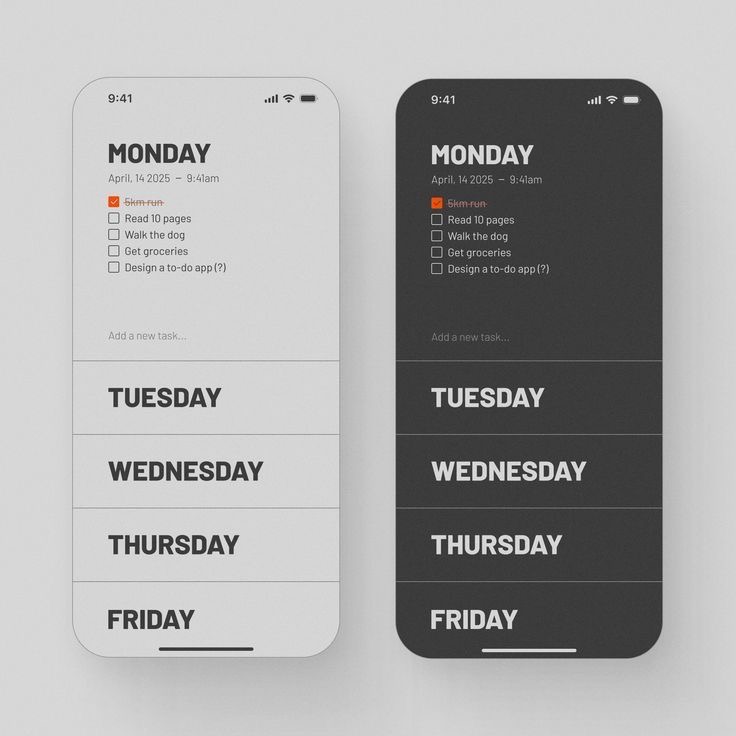 9:41
MONDAY
April, 14 2025 – 9:41am
5km run
Read 10 pages
Walk the dog
Get groceries
Design a to-do app (?)
Add a new task...
TUESDAY
WEDNESDAY
THURSDAY
FRIDAY
9:41
MONDAY
April, 14 2025 – 9:41am
5km run
Read 10 pages
Walk the dog
Get groceries
Design a to-do app (?)
Add a new task...
TUESDAY
WEDNESDAY
THURSDAY
FRIDAY